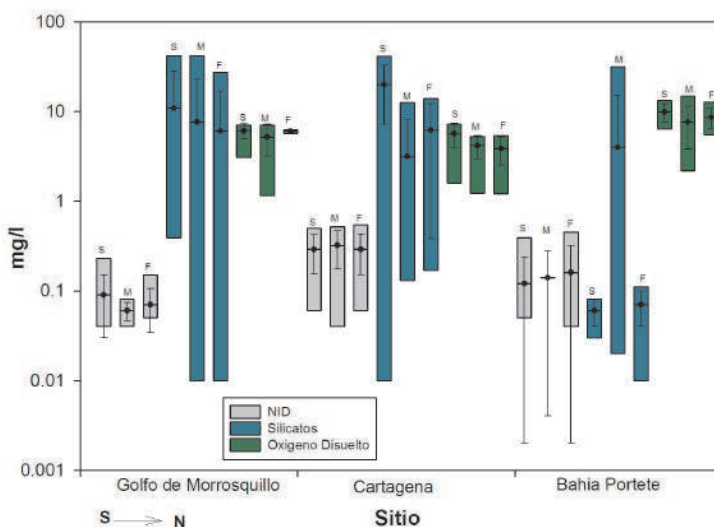 100
10
1
0.1
0.01
0.001
mg/l
S M F S M F S M F
S M F S M F S M F
S M F S M F S M F
NID
Silicatos
Oxigeno Disuelto
Golfo de Morrosquillo Cartagena Bahia Portete
S N Sitio